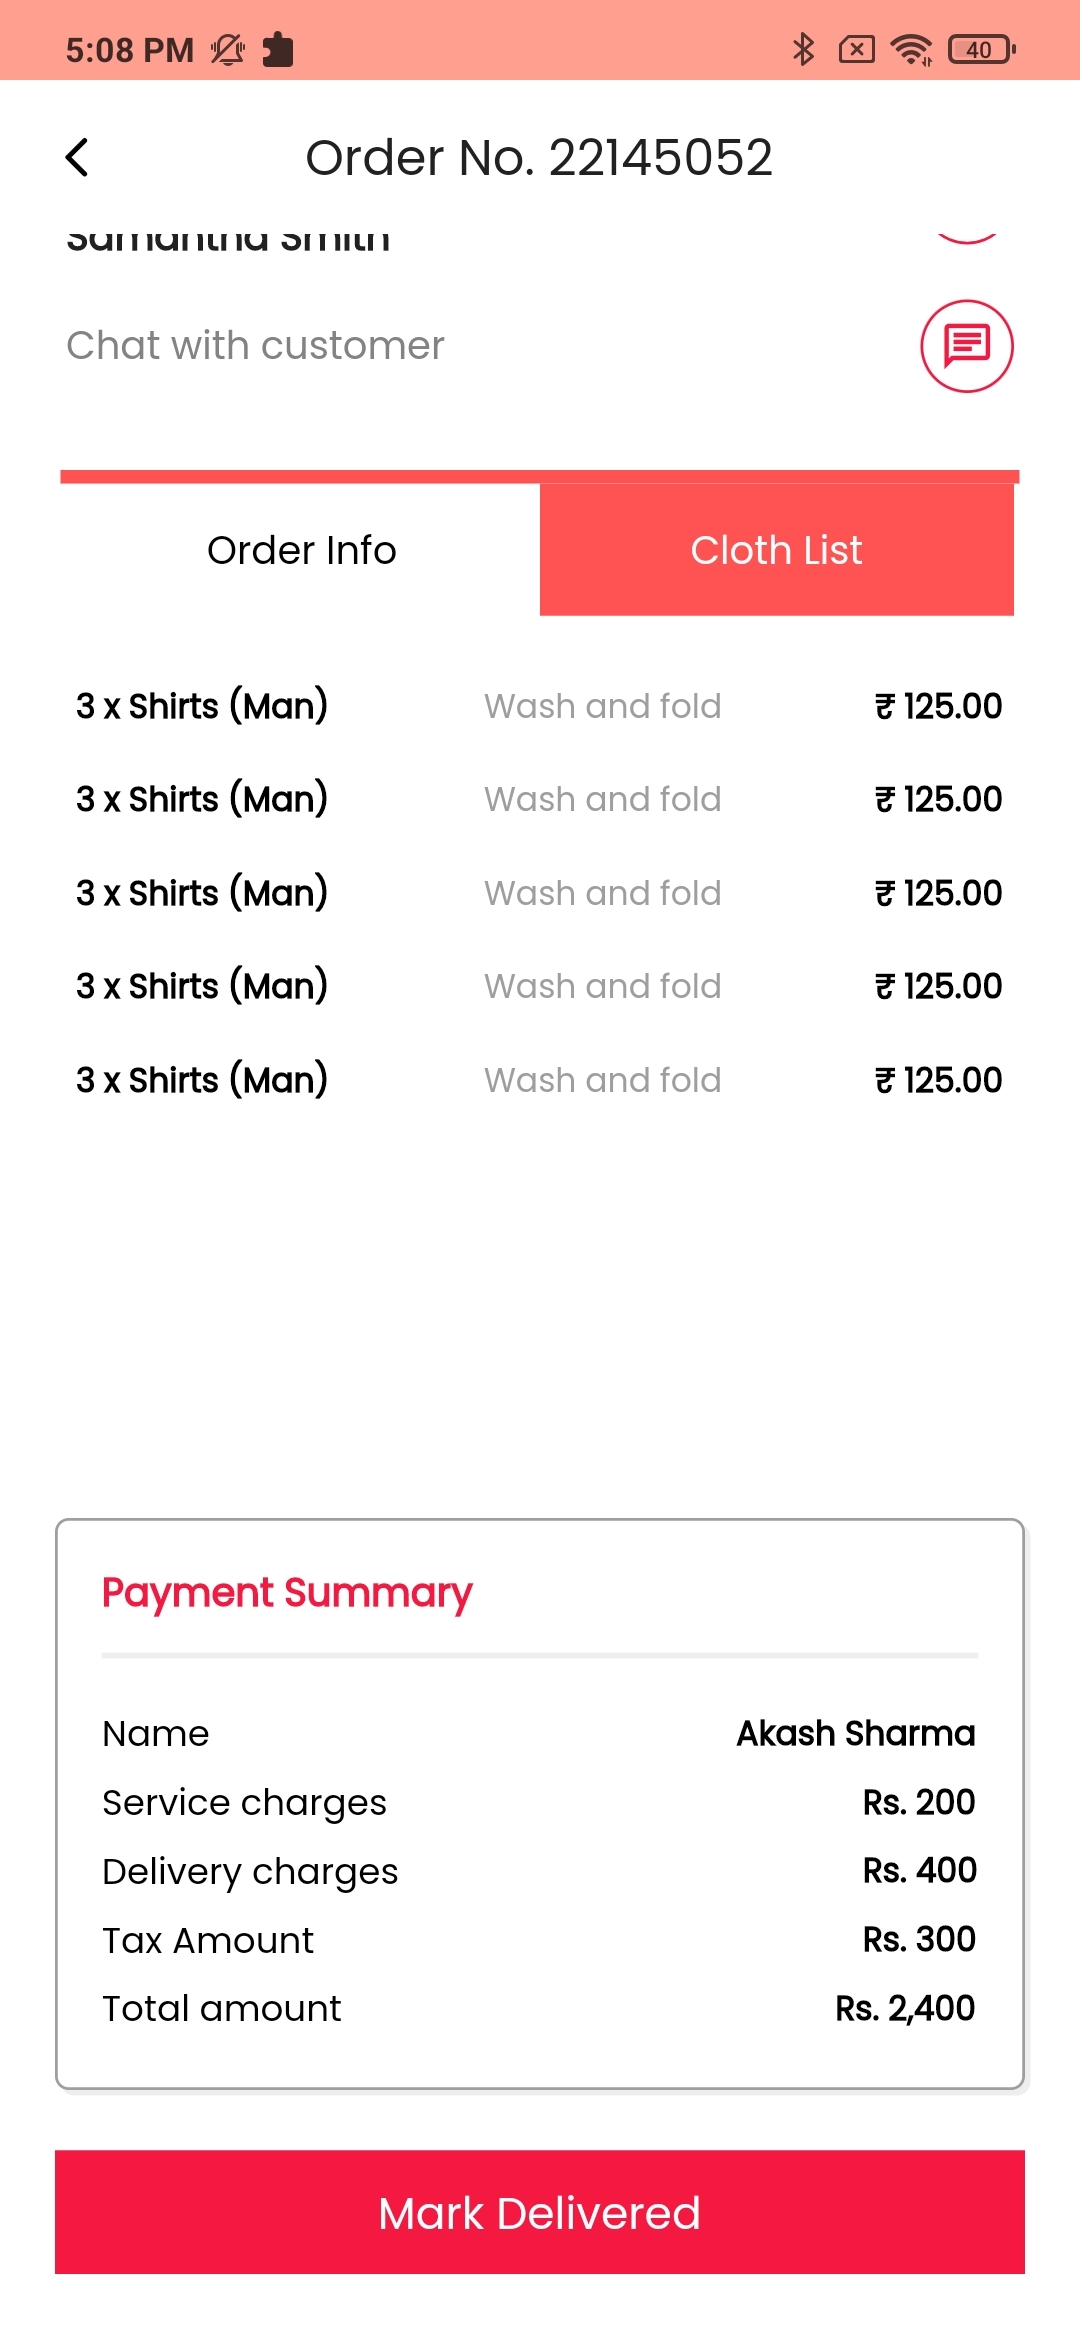 5:08 PM
40
Order No. 22145052
Samantha Smith
Chat with customer
Order Info
Cloth List
3 x Shirts (Man) Wash and fold ₹ 125.00
3 x Shirts (Man) Wash and fold ₹ 125.00
3 x Shirts (Man) Wash and fold ₹ 125.00
3 x Shirts (Man) Wash and fold ₹ 125.00
3 x Shirts (Man) Wash and fold ₹ 125.00
Payment Summary
Name Akash Sharma
Service charges Rs. 200
Delivery charges Rs. 400
Tax Amount Rs. 300
Total amount Rs. 2,400
Mark Delivered